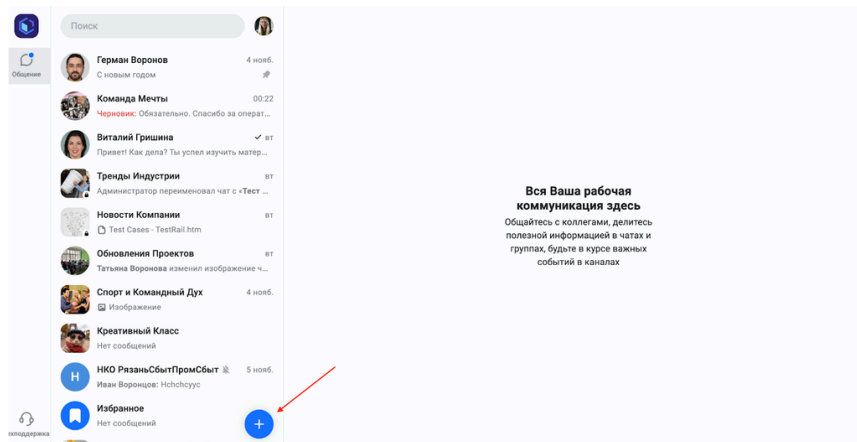 Поиск
Общение
Герман Воронов 4 нояб.
С новым годом
Команда Мечты 00:22
Черновик: Обязательно. Спасибо за операт...
Виталий Гришина вт
Привет! Как дела? Ты успел изучить матер...
Тренды Индустрии вт
Администратор переименовал чат с «Тест ...
Новости Компании вт
Test Cases - TestRail.htm
Обновления Проектов вт
Татьяна Воронова изменил изображение ч...
Спорт и Командный Дух 4 нояб.
Изображение
Креативный Класс
Нет сообщений
Н
НКО РязаньСбытПромСбыт 5 нояб.
Иван Воронцов: Hchchcyyc
Избранное
Нет сообщений
ехподдержка
Вся Ваша рабочая
коммуникация здесь
Общайтесь с коллегами, делитесь
полезной информацией в чатах и
группах, будьте в курсе важных
событий в каналах